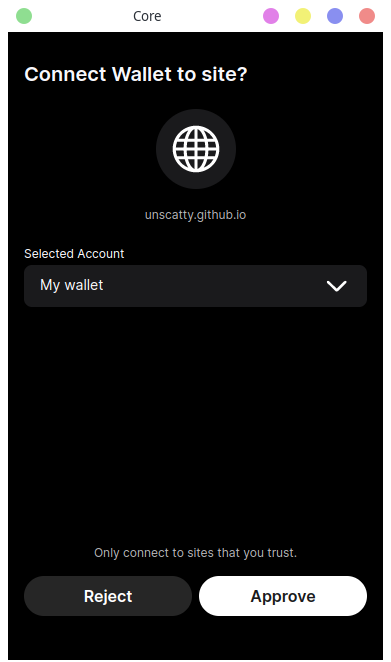 Core
Connect Wallet to site?
unscatty.github.io
Selected Account
My wallet
Only connect to sites that you trust.
Reject
Approve